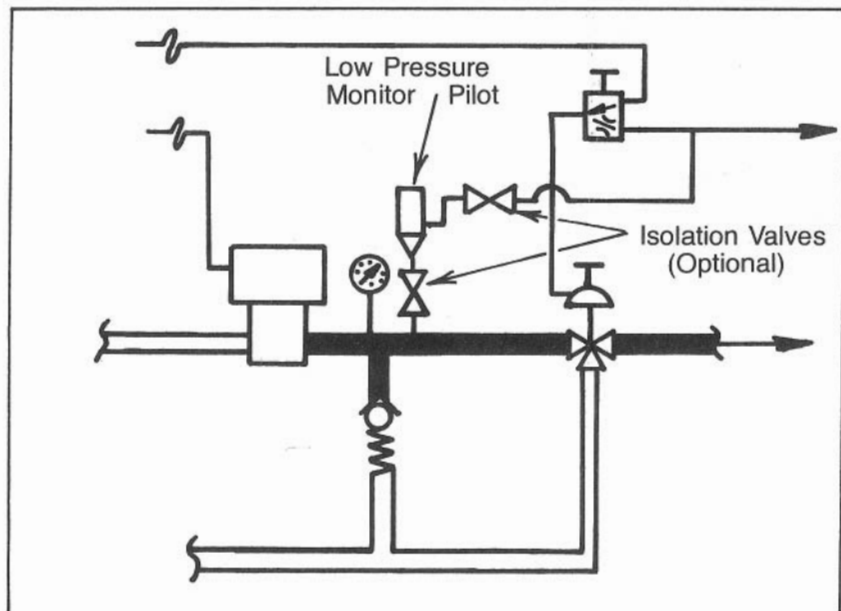 Low Pressure
Monitor Pilot
Isolation Valves
(Optional)